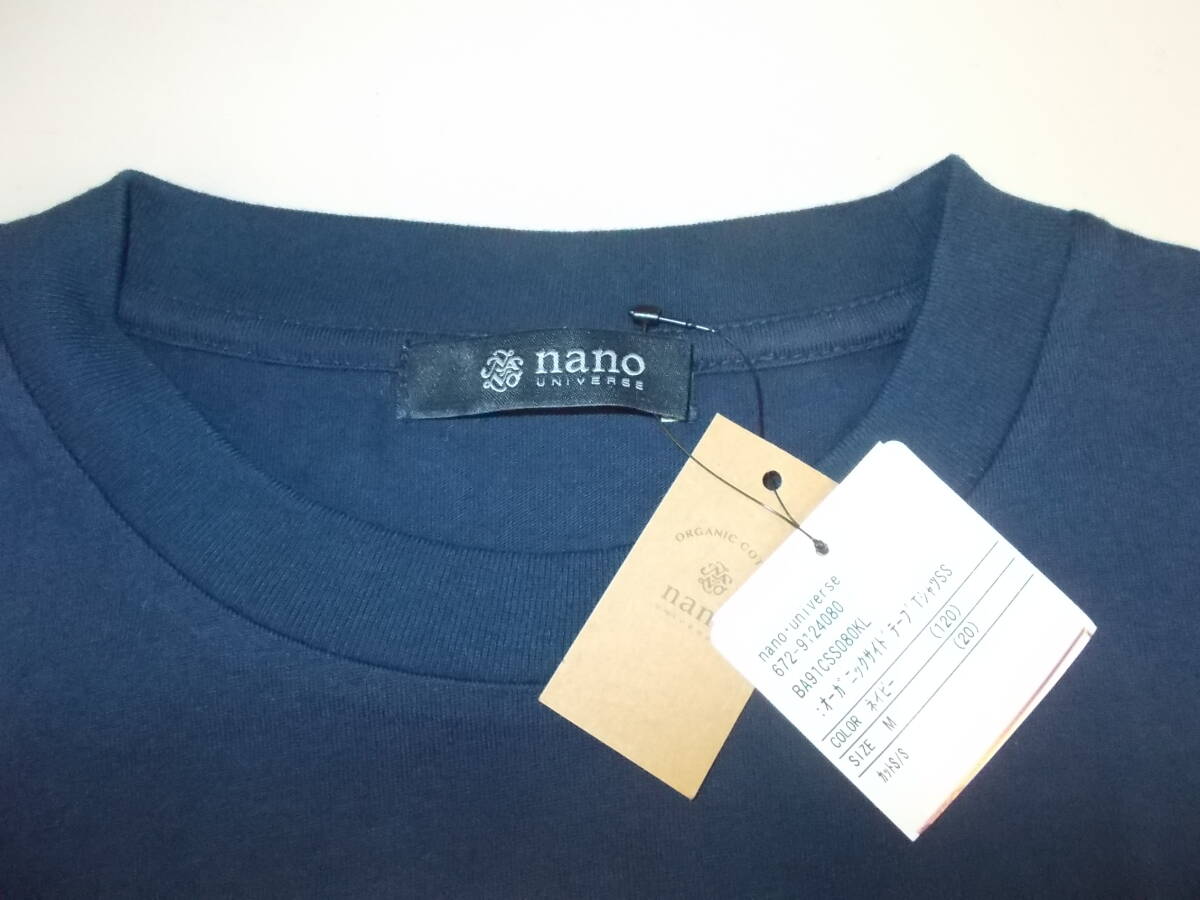 nano
UNIVERSE
ORGANIC COT
nan
nano·universe
672-9124080
BA91CSS080KL
:オーガニックサイドテープTシャツSS
COLOR ネイビー (120)
SIZE M (20)
カットS/S